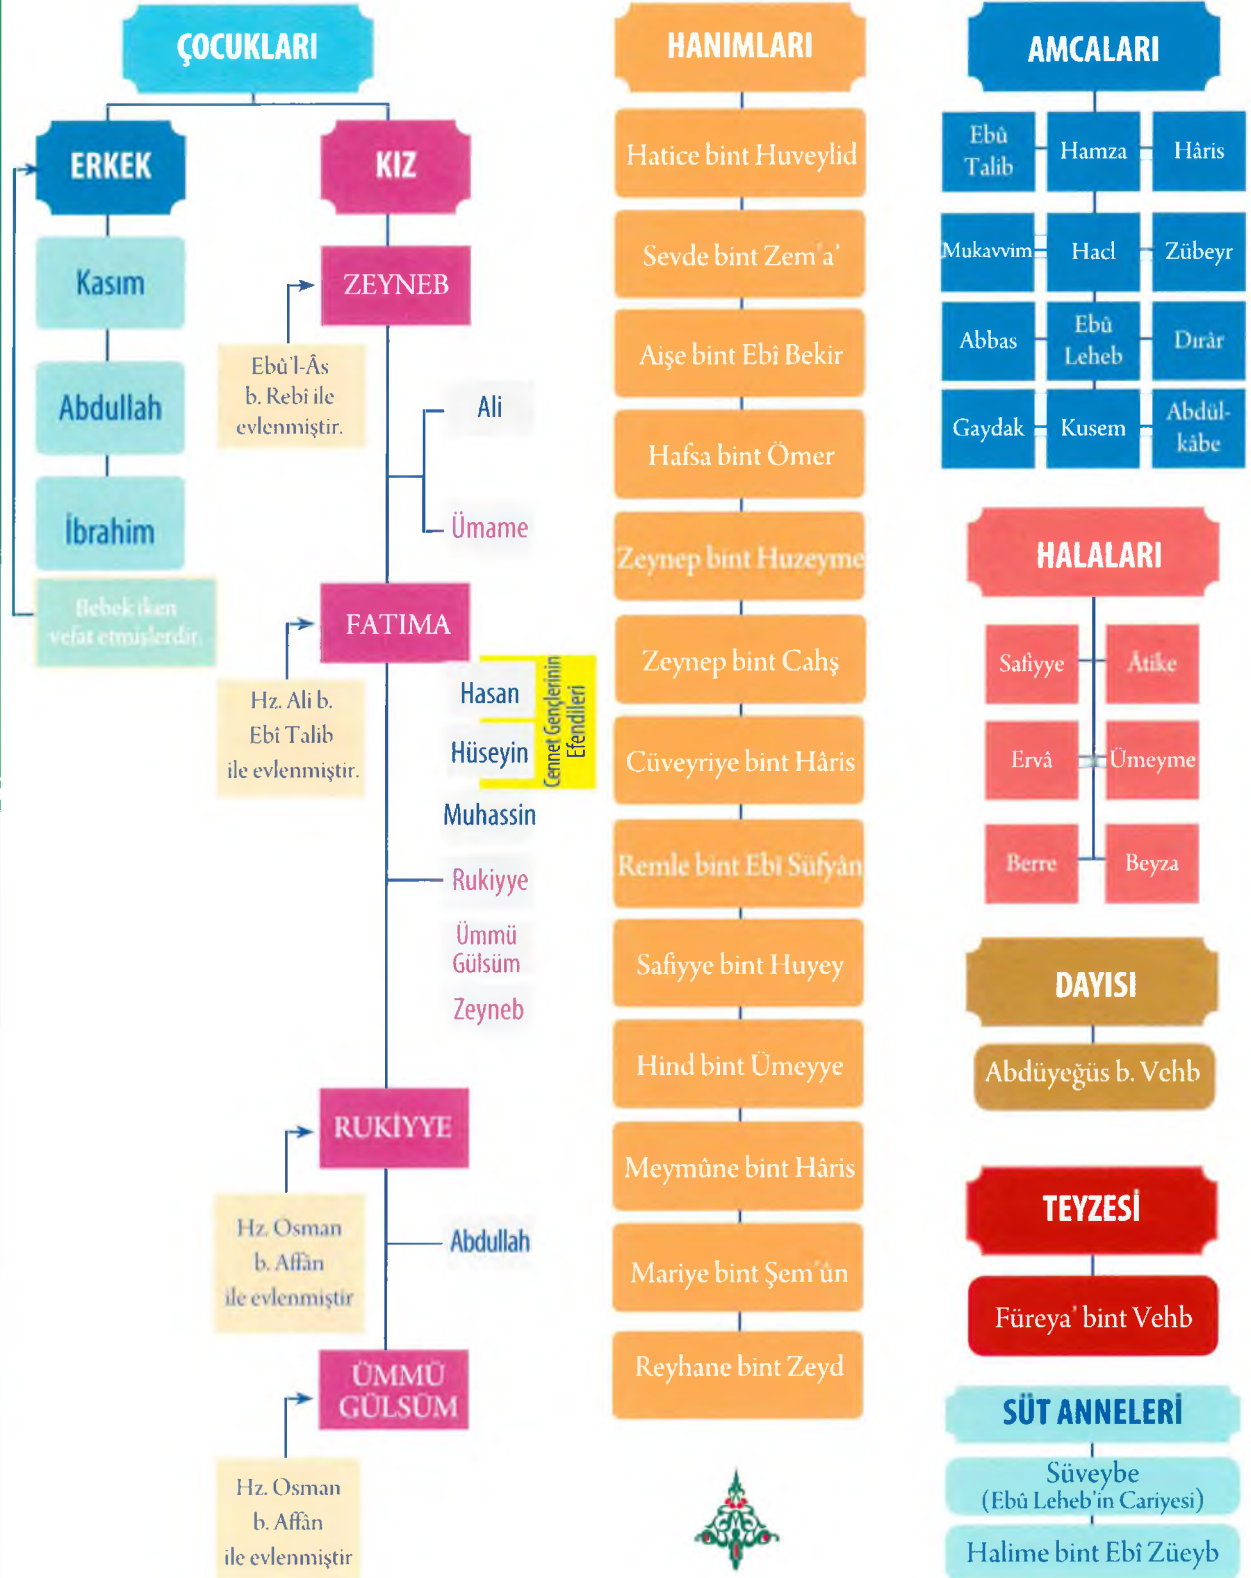 ÇOCUKLARI
ERKEK
Kasım
Abdullah
İbrahim
Bebek iken
vefat etmişlerdir.
KIZ
ZEYNEB
Ebû'l-Âs
b. Rebî ile
evlenmiştir.
Ali
Ümame
FATIMA
Hz. Ali b.
Ebî Talib
ile evlenmiştir.
Hasan
Hüseyin
Cennet Gençlerinin
Efendileri
Muhassin
Rukiyye
Ümmü
Gülsüm
Zeyneb
RUKİYYE
Hz. Osman
b. Affân
ile evlenmiştir
Abdullah
ÜMMÜ
GÜLSÜM
Hz. Osman
b. Affân
ile evlenmiştir
HANIMLARI
Hatice bint Huveylid
Sevde bint Zem'a'
Aişe bint Ebî Bekir
Hafsa bint Ömer
Zeynep bint Huzeyme
Zeynep bint Cahş
Cüveyriye bint Hâris
Remle bint Ebî Süfyân
Safiyye bint Huyey
Hind bint Ümeyye
Meymûne bint Hâris
Mariye bint Şem'ûn
Reyhane bint Zeyd
AMCALARI
Ebû
Talib
Hamza
Hâris
Mukavvim
Hacl
Zübeyr
Abbas
Ebû
Leheb
Dırâr
Gaydak
Kusem
Abdül-
kâbe
HALALARI
Safiyye
Âtike
Ervâ
Ümeyme
Berre
Beyza
DAYISI
Abdüyeğüs b. Vehb
TEYZESİ
Füreya' bint Vehb
SÜT ANNELERİ
Süveybe
(Ebû Leheb'in Cariyesi)
Halime bint Ebî Züeyb